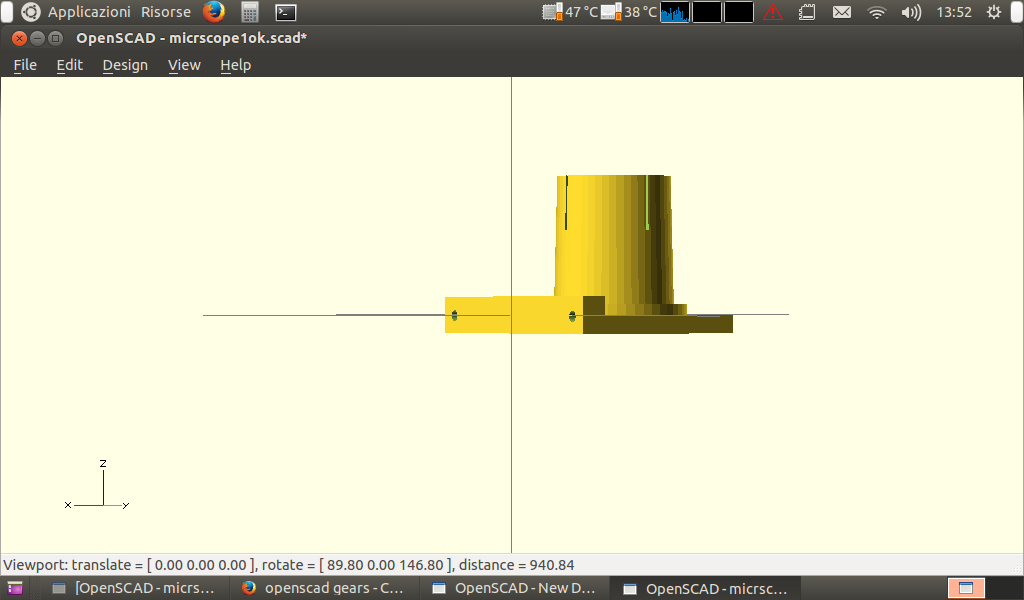 Applicazioni Risorse 47 °C 38 °C 13:52
OpenSCAD - micrscope1ok.scad*
File Edit Design View Help
z
x y
Viewport: translate = [ 0.00 0.00 0.00 ], rotate = [ 89.80 0.00 146.80 ], distance = 940.84
[OpenSCAD - micrs... openscad gears - C... OpenSCAD - New D... OpenSCAD - micrsc...